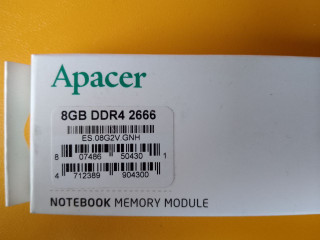 Apacer
8GB DDR4 2666
ES.08G2V.GNH
8 07486 50430 1
4 712389 904300
NOTEBOOK MEMORY MODULE